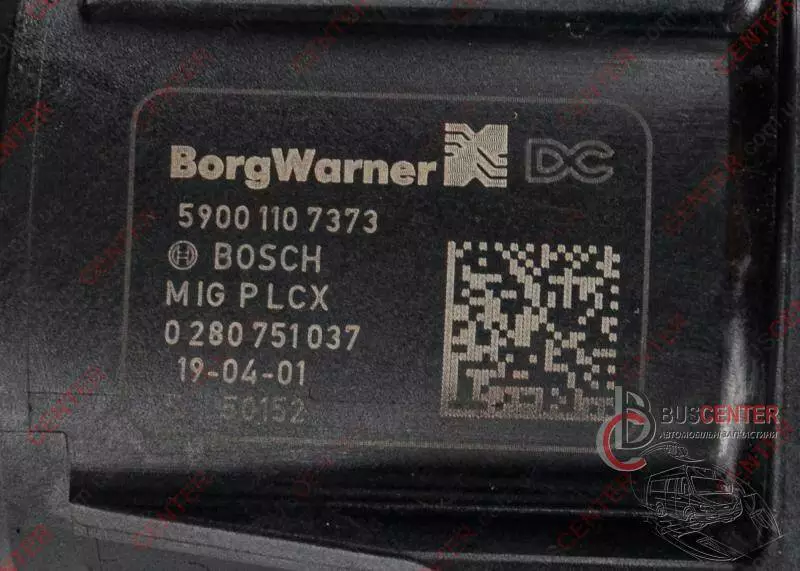 BorgWarner DC
5900 110 7373
BOSCH
MIG PLCX
0 280 751 037
19-04-01
50152
BUSCENTER
АВТОМОБІЛЬНІ ЗАПЧАСТИНИ